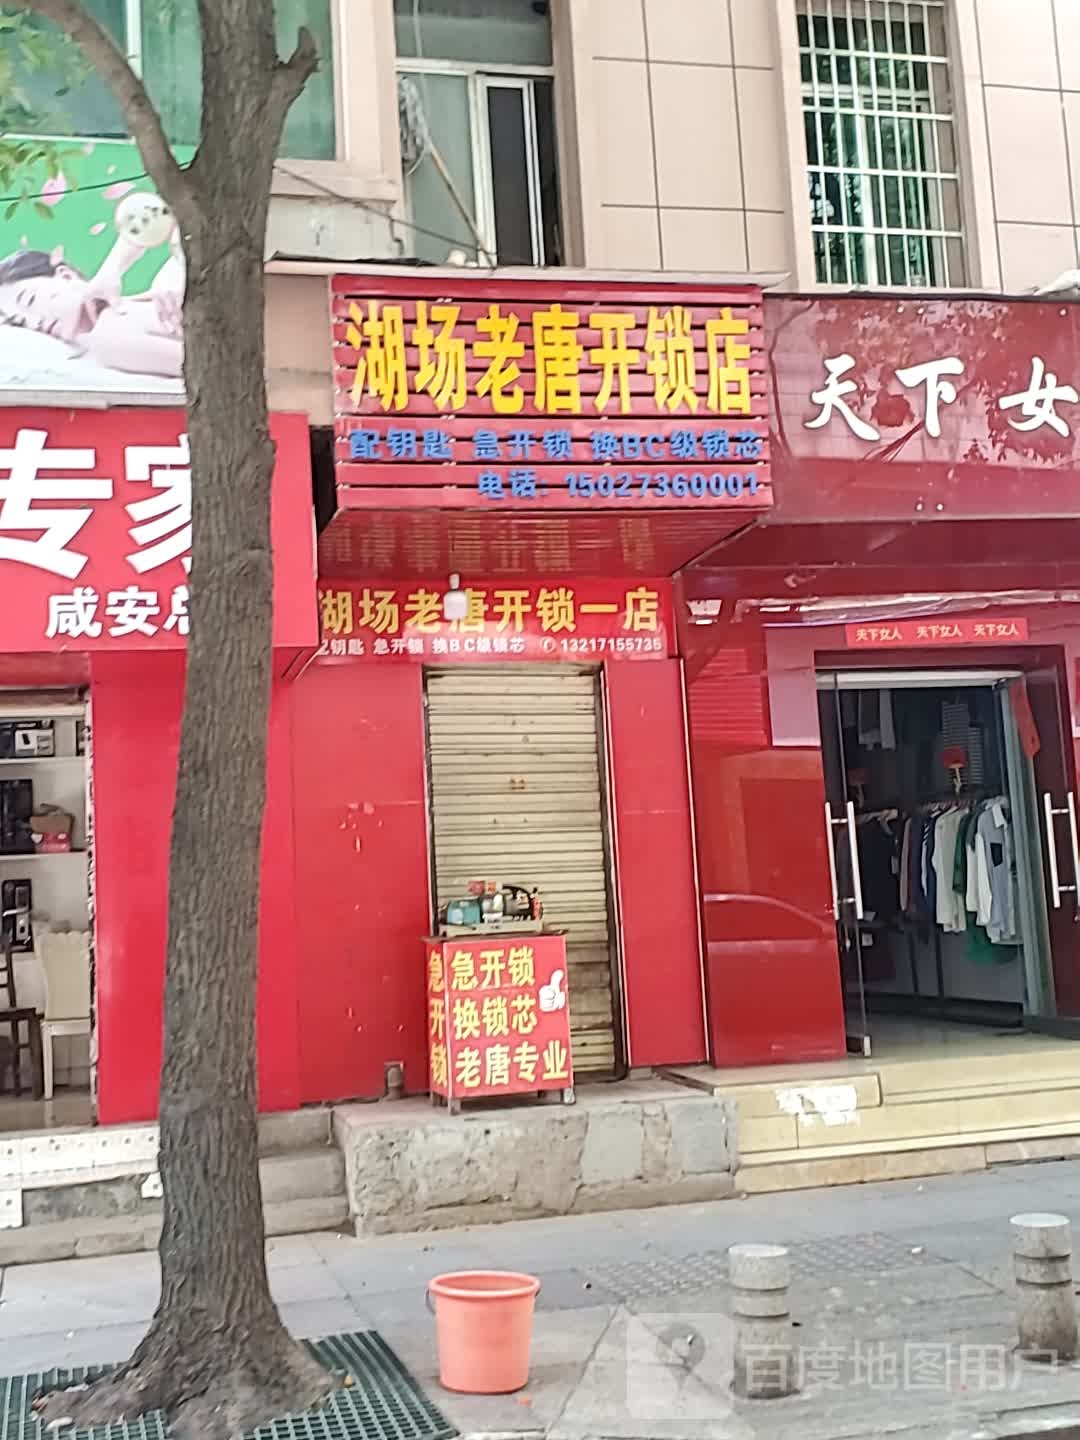 湖场老唐开锁店
配钥匙 急开锁 换BC级锁芯
电话: 15027360001
天下女
专家
咸安总
湖场老唐开锁一店
配钥匙 急开锁 换BC级锁芯 ✆13217155735
天下女人 天下女人 天下女人
急开锁
急开锁
换锁芯
老唐专业
百度地图用户